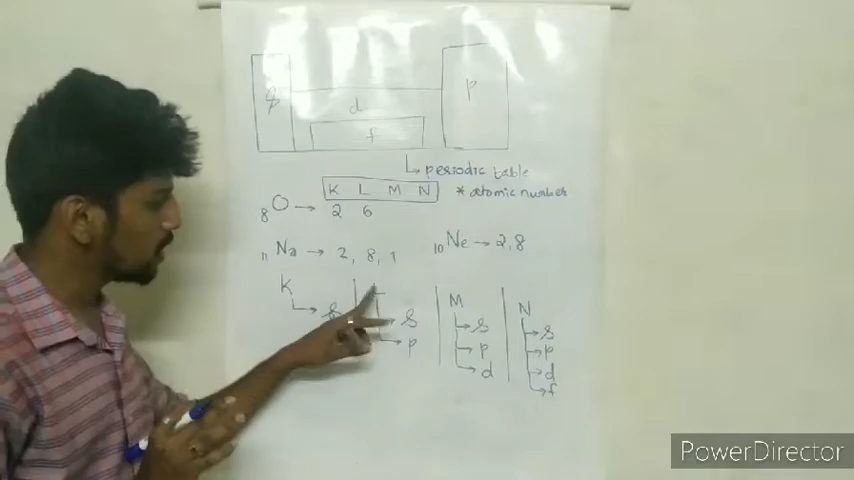 s
p
d
f
periodic table
K L M N
* atomic number
8O → 2 6
11Na → 2, 8, 1
10Ne → 2,8
K
s
s
p
M
s
p
d
N
s
p
d
f
PowerDirector